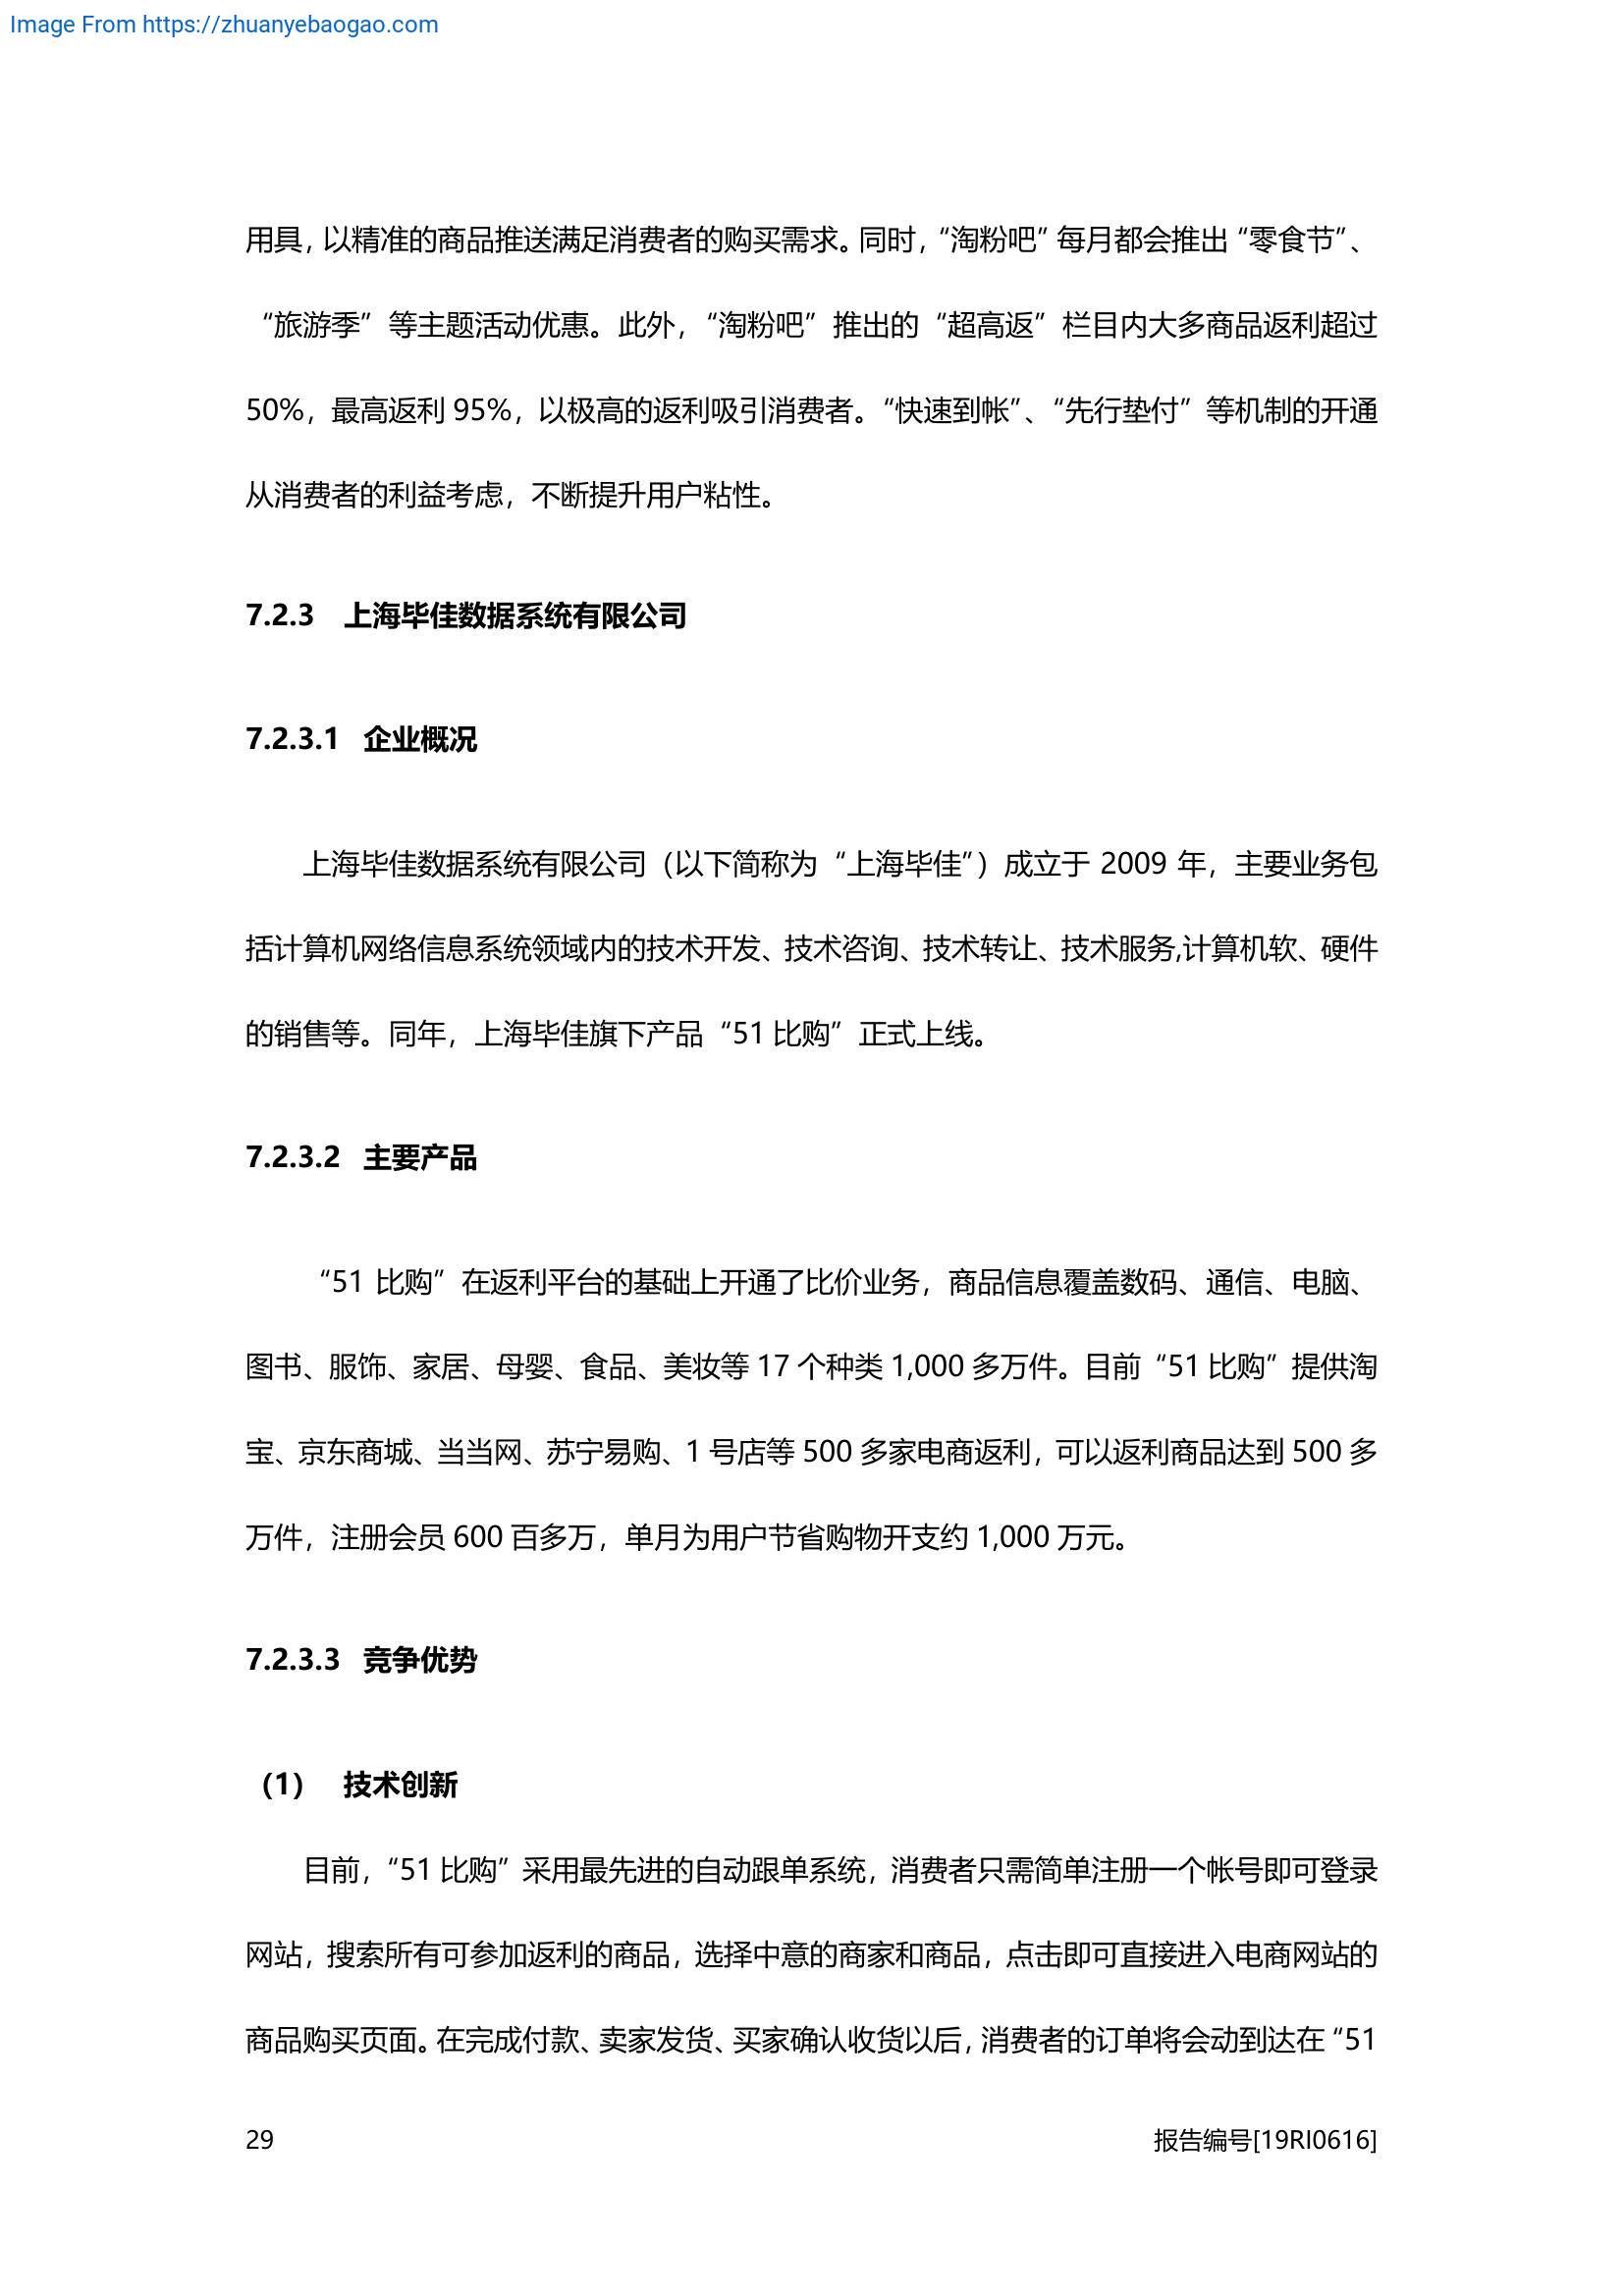 Image From https://zhuanyebaogao.com
用具，以精准的商品推送满足消费者的购买需求。同时，“淘粉吧”每月都会推出“零食节”、
“旅游季”等主题活动优惠。此外，“淘粉吧”推出的“超高返”栏目内大多商品返利超过
50%，最高返利 95%，以极高的返利吸引消费者。“快速到帐”、“先行垫付”等机制的开通
从消费者的利益考虑，不断提升用户粘性。
7.2.3 上海毕佳数据系统有限公司
7.2.3.1 企业概况
上海毕佳数据系统有限公司（以下简称为“上海毕佳”）成立于 2009 年，主要业务包
括计算机网络信息系统领域内的技术开发、技术咨询、技术转让、技术服务,计算机软、硬件
的销售等。同年，上海毕佳旗下产品“51 比购”正式上线。
7.2.3.2 主要产品
“51 比购”在返利平台的基础上开通了比价业务，商品信息覆盖数码、通信、电脑、
图书、服饰、家居、母婴、食品、美妆等 17 个种类 1,000 多万件。目前“51 比购”提供淘
宝、京东商城、当当网、苏宁易购、1 号店等 500 多家电商返利，可以返利商品达到 500 多
万件，注册会员 600 百多万，单月为用户节省购物开支约 1,000 万元。
7.2.3.3 竞争优势
（1） 技术创新
目前，“51 比购”采用最先进的自动跟单系统，消费者只需简单注册一个帐号即可登录
网站，搜索所有可参加返利的商品，选择中意的商家和商品，点击即可直接进入电商网站的
商品购买页面。在完成付款、卖家发货、买家确认收货以后，消费者的订单将会动到达在“51
29 报告编号[19RI0616]